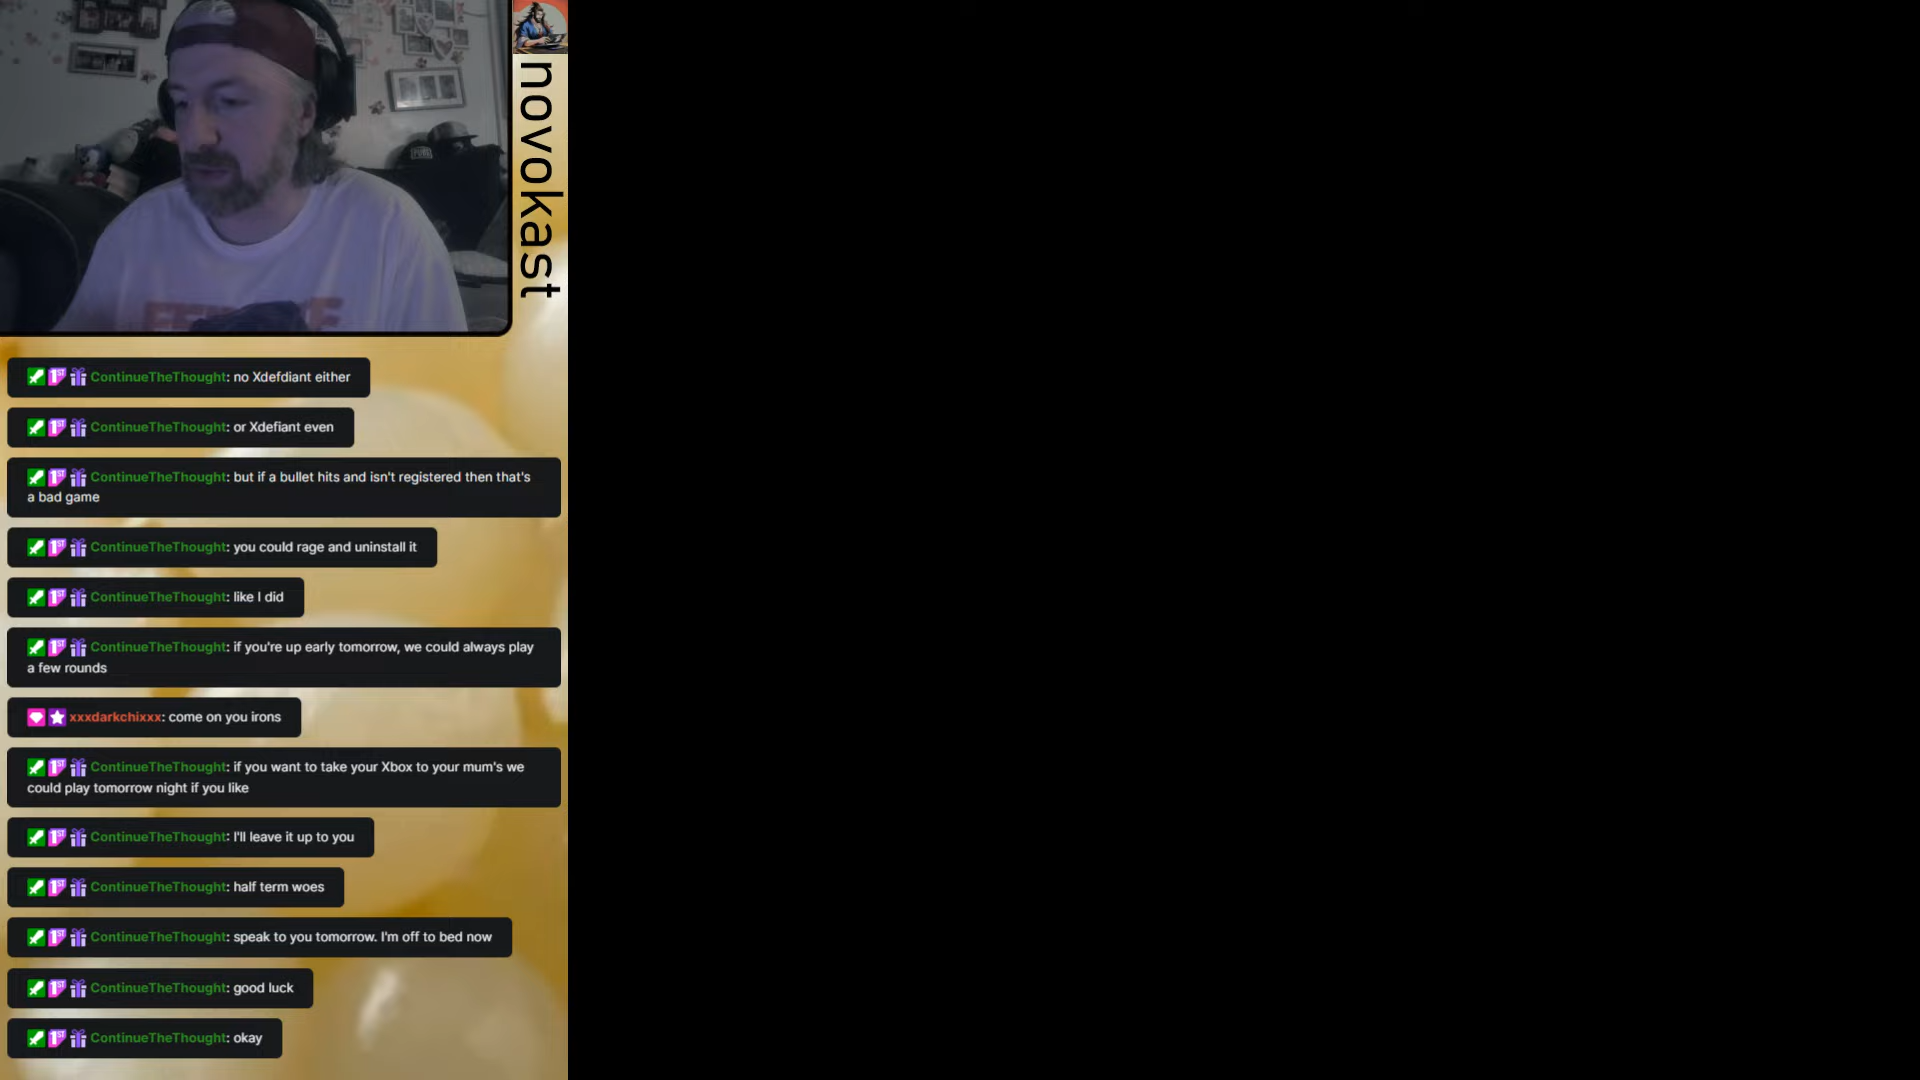 novokast
ContinueTheThought: no Xdefdiant either
ContinueTheThought: or Xdefiant even
ContinueTheThought: but if a bullet hits and isn't registered then that's
a bad game
ContinueTheThought: you could rage and uninstall it
ContinueTheThought: like I did
ContinueTheThought: if you're up early tomorrow, we could always play
a few rounds
xxxdarkchixxx: come on you irons
ContinueTheThought: if you want to take your Xbox to your mum's we
could play tomorrow night if you like
ContinueTheThought: I'll leave it up to you
ContinueTheThought: half term woes
ContinueTheThought: speak to you tomorrow. I'm off to bed now
ContinueTheThought: good luck
ContinueTheThought: okay